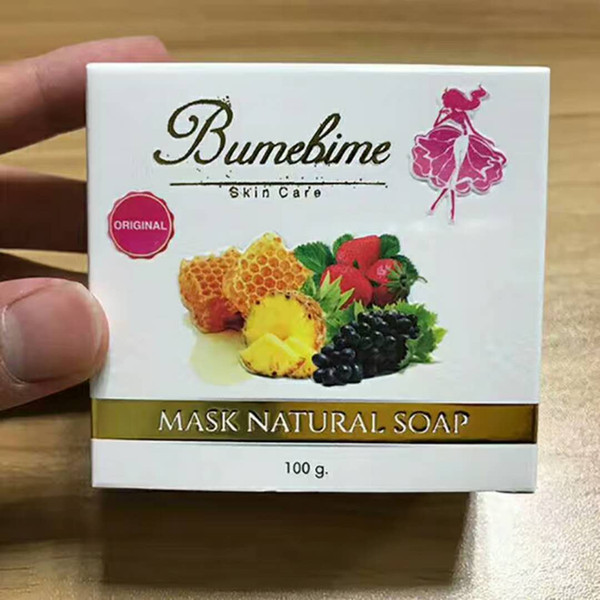 Bumebime
Skin Care
ORIGINAL
MASK NATURAL SOAP
100 g.